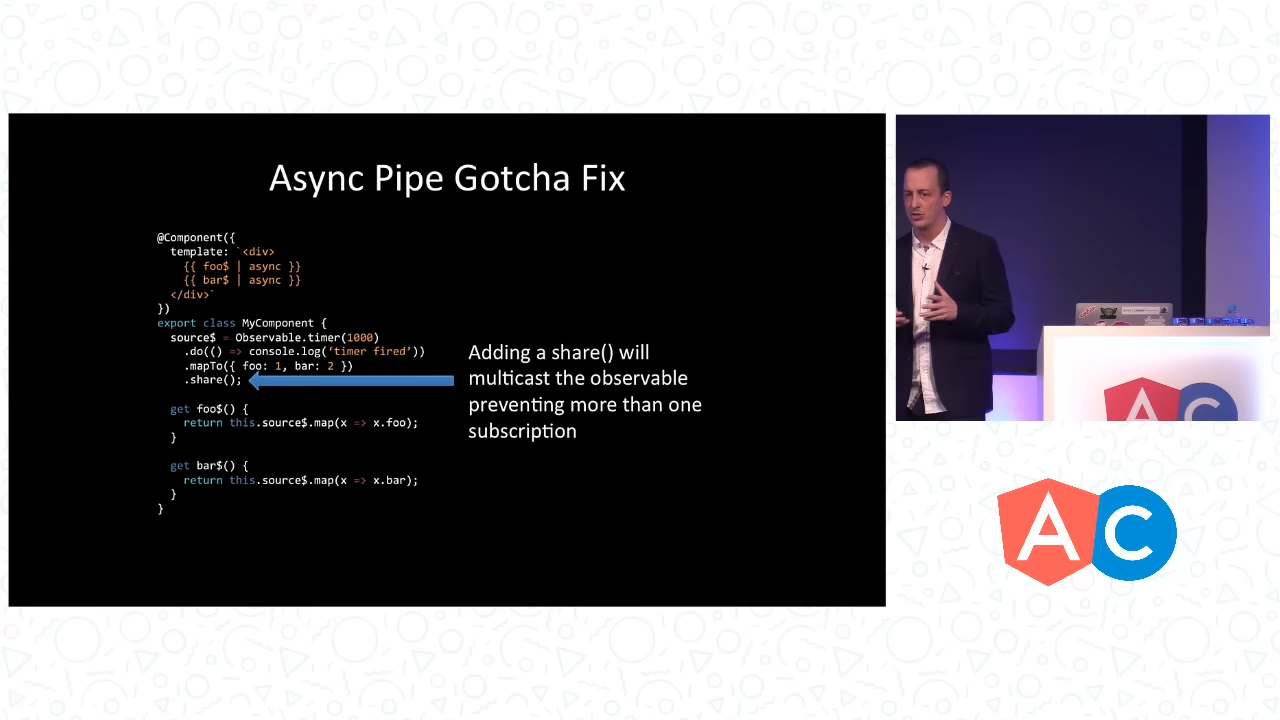 Async Pipe Gotcha Fix
@Component({
  template: `<div>
    {{ foo$ | async }}
    {{ bar$ | async }}
  </div>`
})
export class MyComponent {
  source$ = Observable.timer(1000)
    .do(() => console.log(‘timer fired’))
    .mapTo({ foo: 1, bar: 2 })
    .share();
  get foo$() {
    return this.source$.map(x => x.foo);
  }
  get bar$() {
    return this.source$.map(x => x.bar);
  }
}
Adding a share() will
multicast the observable
preventing more than one
subscription
A C
A C